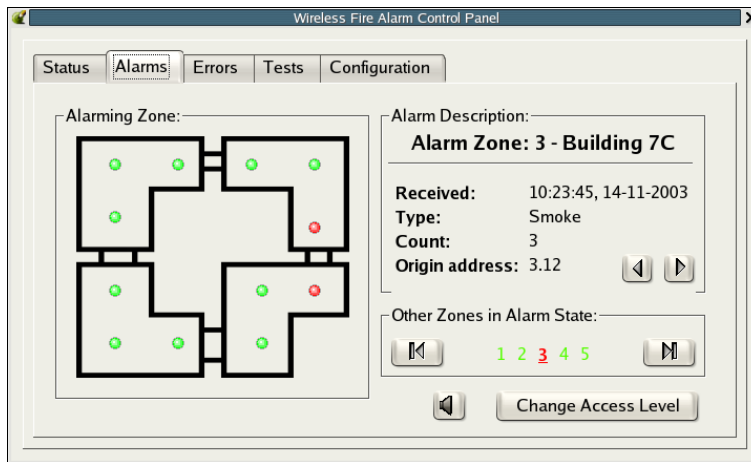 Wireless Fire Alarm Control Panel
Status Alarms Errors Tests Configuration
Alarming Zone:
Alarm Description:
Alarm Zone: 3 - Building 7C
Received: 10:23:45, 14-11-2003
Type: Smoke
Count: 3
Origin address: 3.12
Other Zones in Alarm State:
1 2 3 4 5
Change Access Level